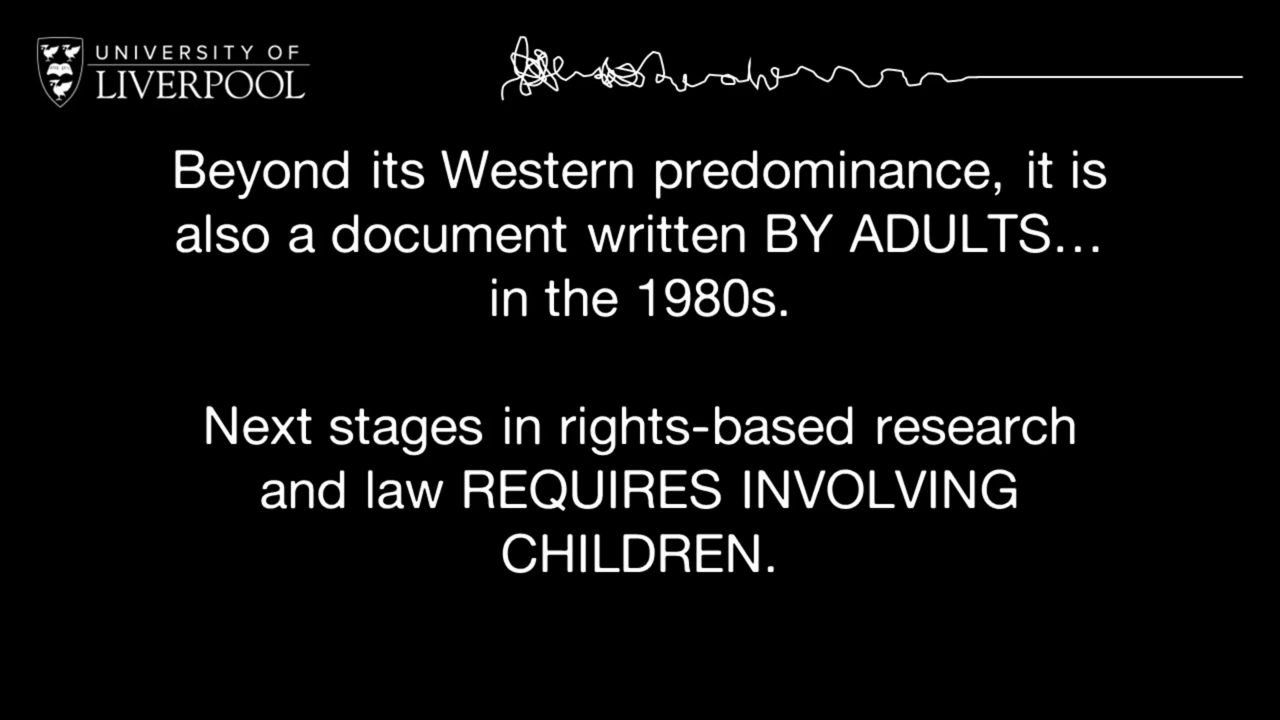 UNIVERSITY OF
LIVERPOOL
Beyond its Western predominance, it is
also a document written BY ADULTS...
in the 1980s.
Next stages in rights-based research
and law REQUIRES INVOLVING
CHILDREN.